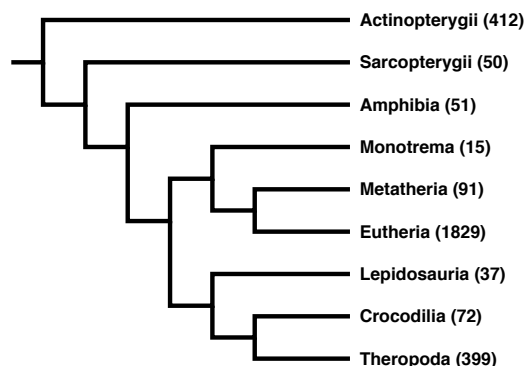 Actinopterygii (412)
Sarcopterygii (50)
Amphibia (51)
Monotrema (15)
Metatheria (91)
Eutheria (1829)
Lepidosauria (37)
Crocodilia (72)
Theropoda (399)